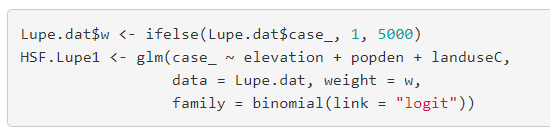 Lupe.dat$w <- ifelse(Lupe.dat$case_, 1, 5000)
HSF.Lupe1 <- glm(case_ ~ elevation + popden + landuseC,
                 data = Lupe.dat, weight = w,
                 family = binomial(link = "logit"))